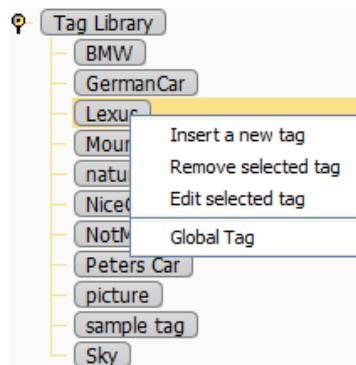 Tag Library
BMW
GermanCar
Lexus
Insert a new tag
Remove selected tag
Edit selected tag
Global Tag
Peters Car
picture
sample tag
Sky